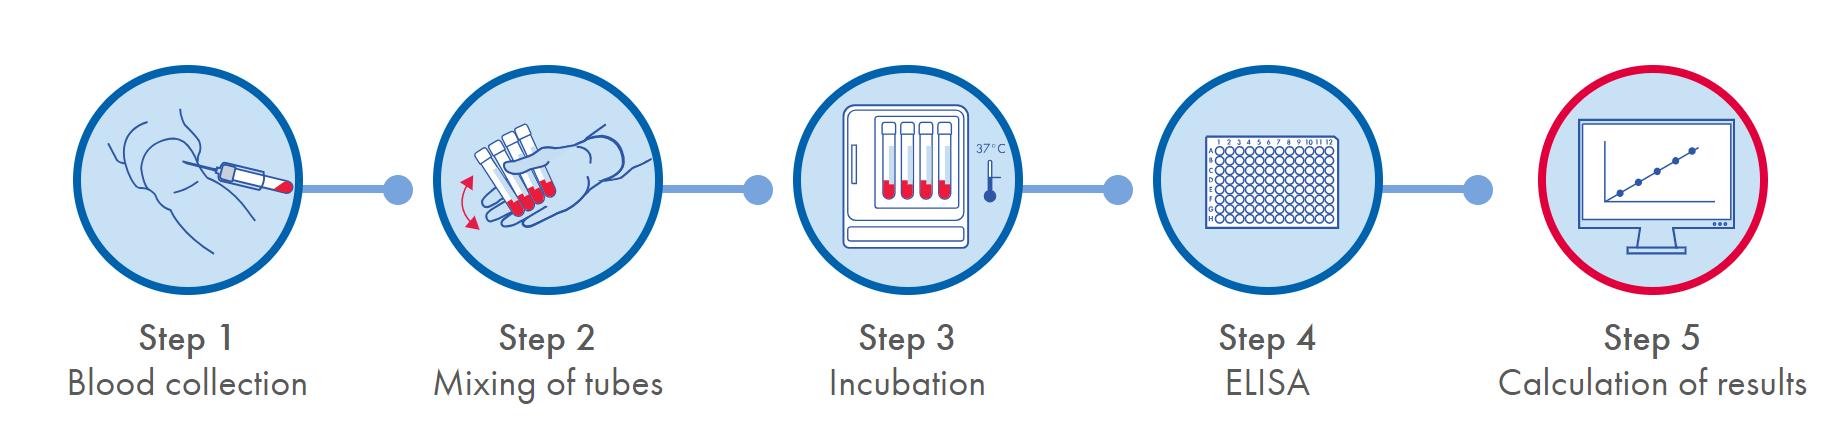 37°C
1 2 3 4 5 6 7 8 9 10 11 12
A
B
C
D
E
F
G
H
Step 1
Blood collection
Step 2
Mixing of tubes
Step 3
Incubation
Step 4
ELISA
Step 5
Calculation of results